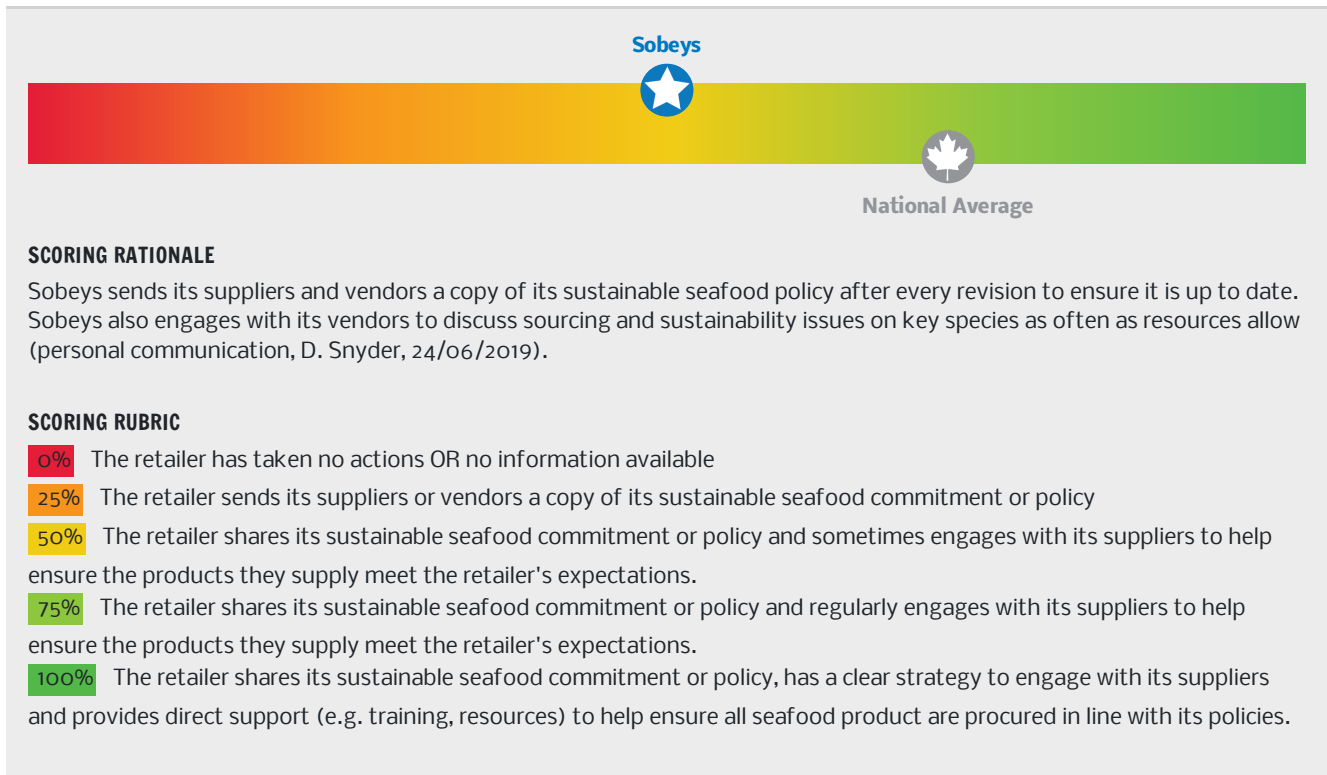 Sobeys
National Average
SCORING RATIONALE
Sobeys sends its suppliers and vendors a copy of its sustainable seafood policy after every revision to ensure it is up to date.
Sobeys also engages with its vendors to discuss sourcing and sustainability issues on key species as often as resources allow
(personal communication, D. Snyder, 24/06/2019).
SCORING RUBRIC
0% The retailer has taken no actions OR no information available
25% The retailer sends its suppliers or vendors a copy of its sustainable seafood commitment or policy
50% The retailer shares its sustainable seafood commitment or policy and sometimes engages with its suppliers to help
ensure the products they supply meet the retailer's expectations.
75% The retailer shares its sustainable seafood commitment or policy and regularly engages with its suppliers to help
ensure the products they supply meet the retailer's expectations.
100% The retailer shares its sustainable seafood commitment or policy, has a clear strategy to engage with its suppliers
and provides direct support (e.g. training, resources) to help ensure all seafood product are procured in line with its policies.